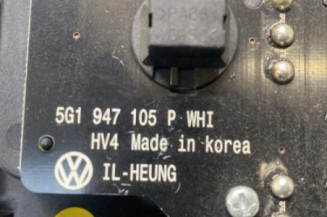 5G1 947 105 P WHI
HV4 Made in korea
IL-HEUNG